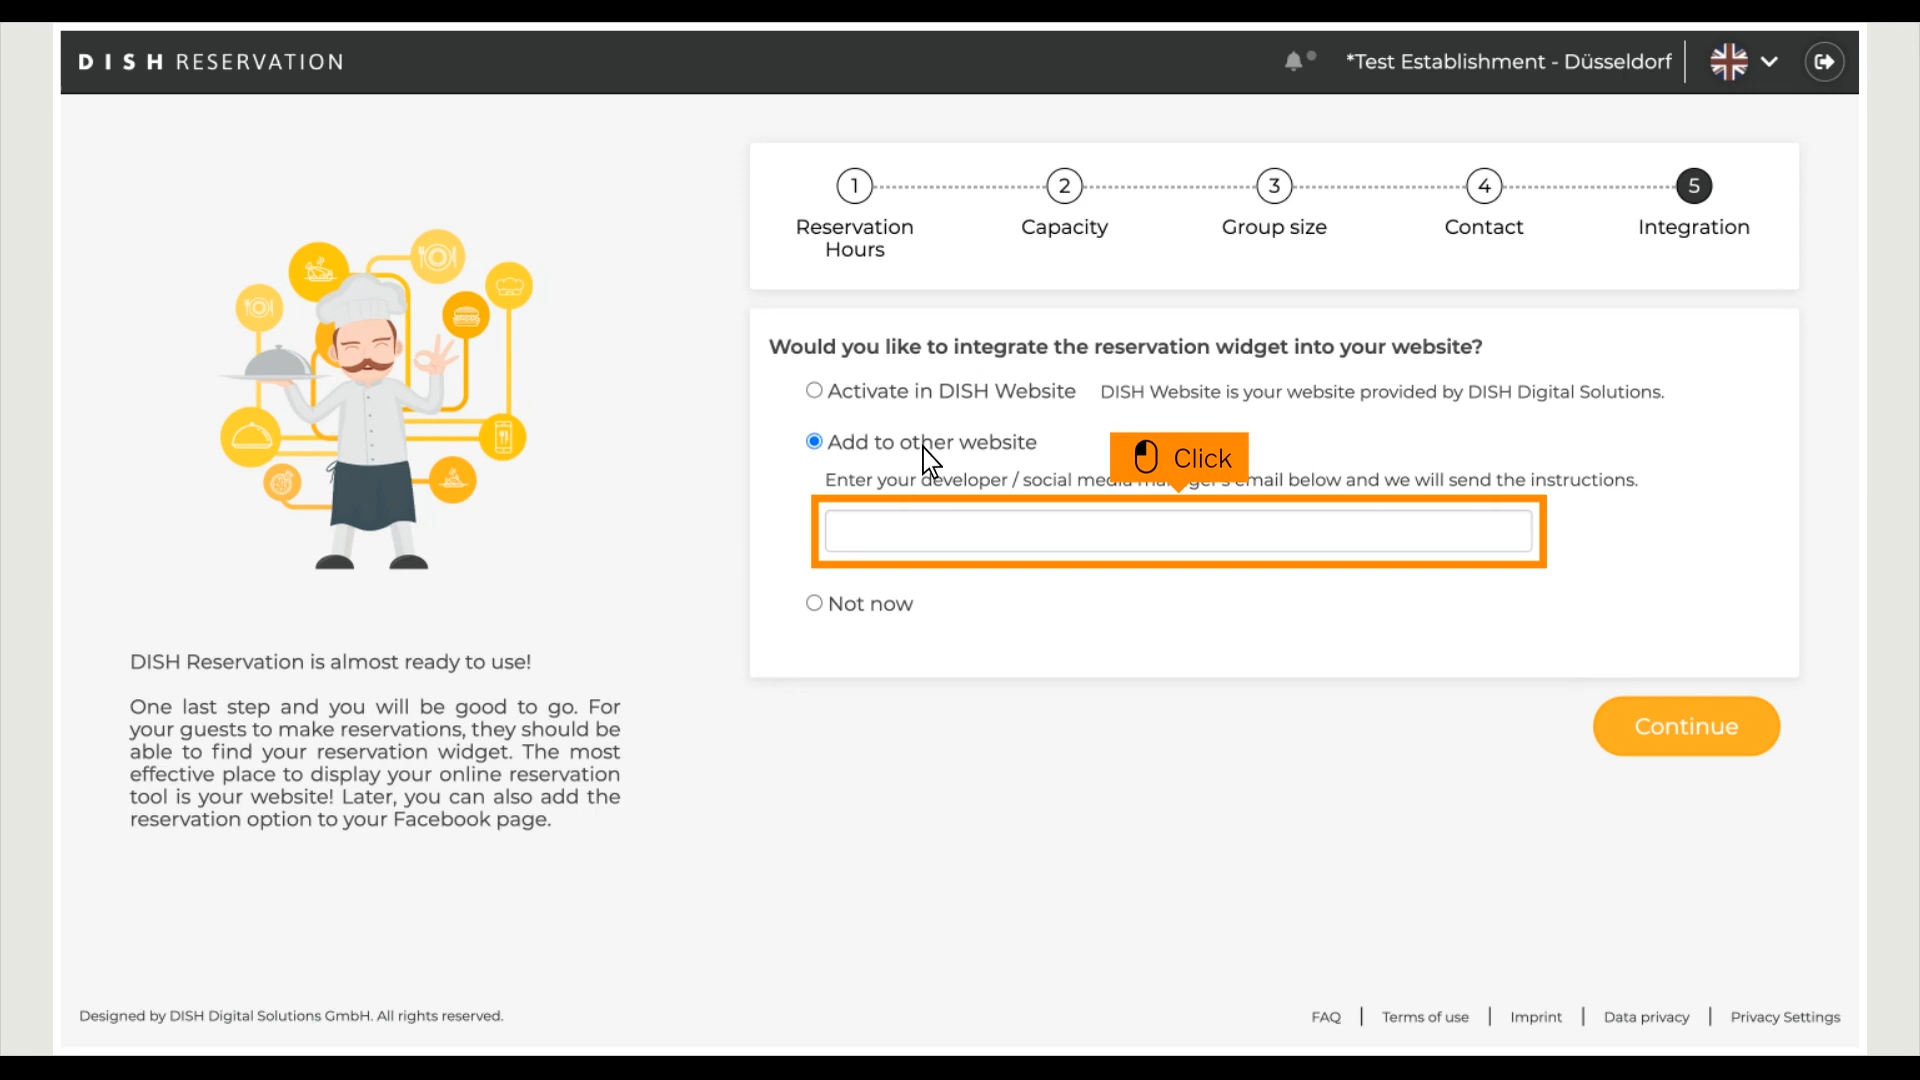 DISH RESERVATION
*Test Establishment - Düsseldorf
1
2
3
4
5
Reservation
Hours
Capacity
Group size
Contact
Integration
Would you like to integrate the reservation widget into your website?
Activate in DISH Website DISH Website is your website provided by DISH Digital Solutions.
Add to other website
Click
Enter your developer / social media manager's email below and we will send the instructions.
Not now
Continue
DISH Reservation is almost ready to use!
One last step and you will be good to go. For
your guests to make reservations, they should be
able to find your reservation widget. The most
effective place to display your online reservation
tool is your website! Later, you can also add the
reservation option to your Facebook page.
Designed by DISH Digital Solutions GmbH. All rights reserved.
FAQ | Terms of use | Imprint | Data privacy | Privacy Settings